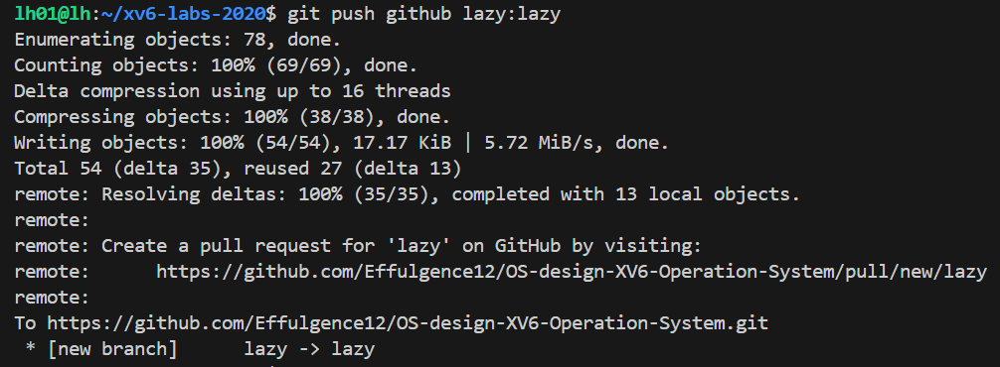 lh01@lh:~/xv6-labs-2020$ git push github lazy:lazy
Enumerating objects: 78, done.
Counting objects: 100% (69/69), done.
Delta compression using up to 16 threads
Compressing objects: 100% (38/38), done.
Writing objects: 100% (54/54), 17.17 KiB | 5.72 MiB/s, done.
Total 54 (delta 35), reused 27 (delta 13)
remote: Resolving deltas: 100% (35/35), completed with 13 local objects.
remote:
remote: Create a pull request for 'lazy' on GitHub by visiting:
remote:      https://github.com/Effulgence12/OS-design-XV6-Operation-System/pull/new/lazy
remote:
To https://github.com/Effulgence12/OS-design-XV6-Operation-System.git
 * [new branch]      lazy -> lazy